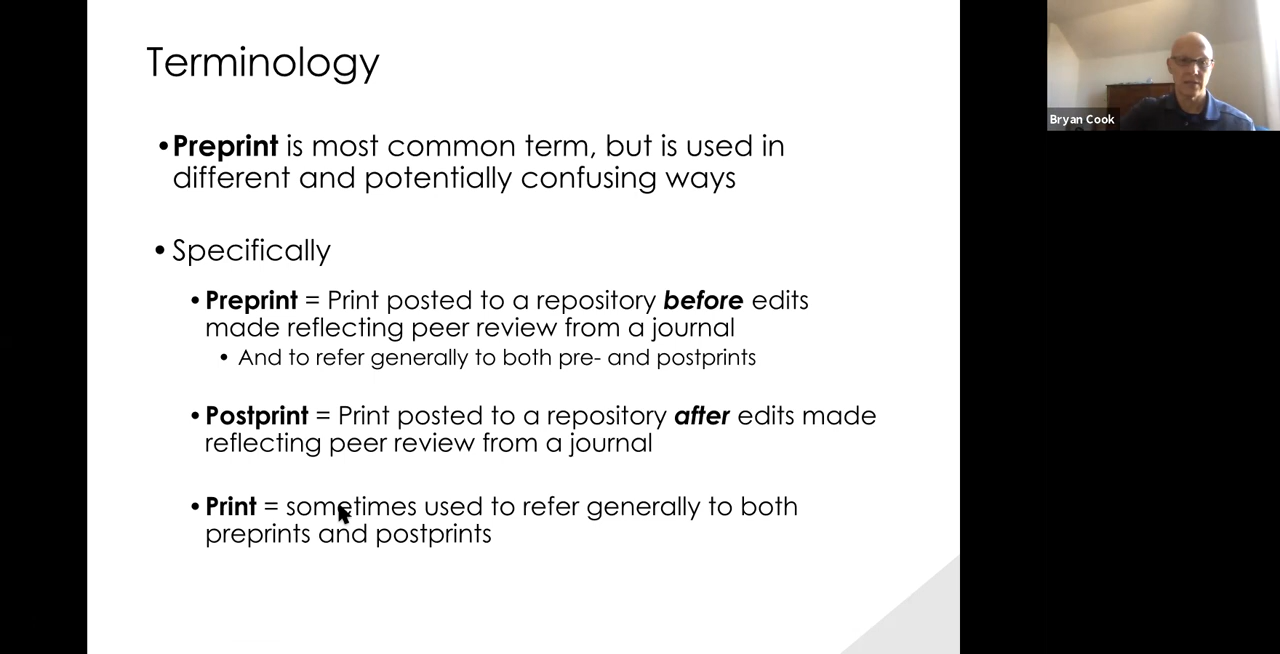 Terminology
•Preprint is most common term, but is used in
different and potentially confusing ways
• Specifically
• Preprint = Print posted to a repository before edits
made reflecting peer review from a journal
• And to refer generally to both pre- and postprints
• Postprint = Print posted to a repository after edits made
reflecting peer review from a journal
• Print = sometimes used to refer generally to both
preprints and postprints
Bryan Cook